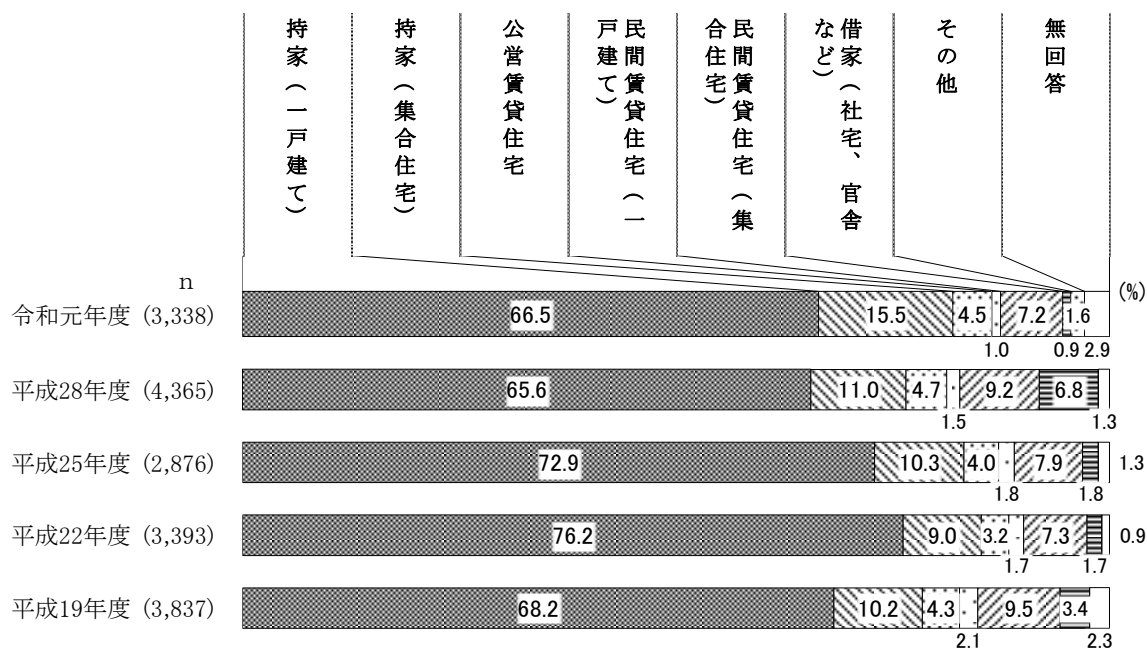 持家（一戸建て）
持家（集合住宅）
公営賃貸住宅
民間賃貸住宅（一
戸建て）
民間賃貸住宅（集
合住宅）
借家（社宅、官舎
など）
その他
無回答
n
(%)
令和元年度 (3,338)
66.5
15.5
4.5
7.2
1.6
1.0
0.9
2.9
平成28年度 (4,365)
65.6
11.0
4.7
9.2
6.8
1.5
1.3
平成25年度 (2,876)
72.9
10.3
4.0
7.9
1.3
1.8
1.8
平成22年度 (3,393)
76.2
9.0
3.2
7.3
0.9
1.7
1.7
平成19年度 (3,837)
68.2
10.2
4.3
9.5
3.4
2.1
2.3